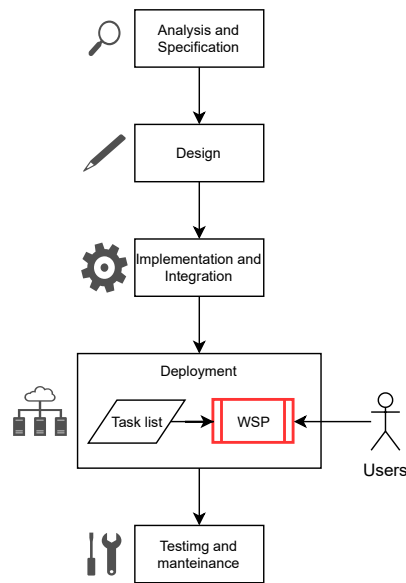 Analysis and
Specification
Design
Implementation and
Integration
Deployment
Task list
WSP
Users
Testimg and
manteinance